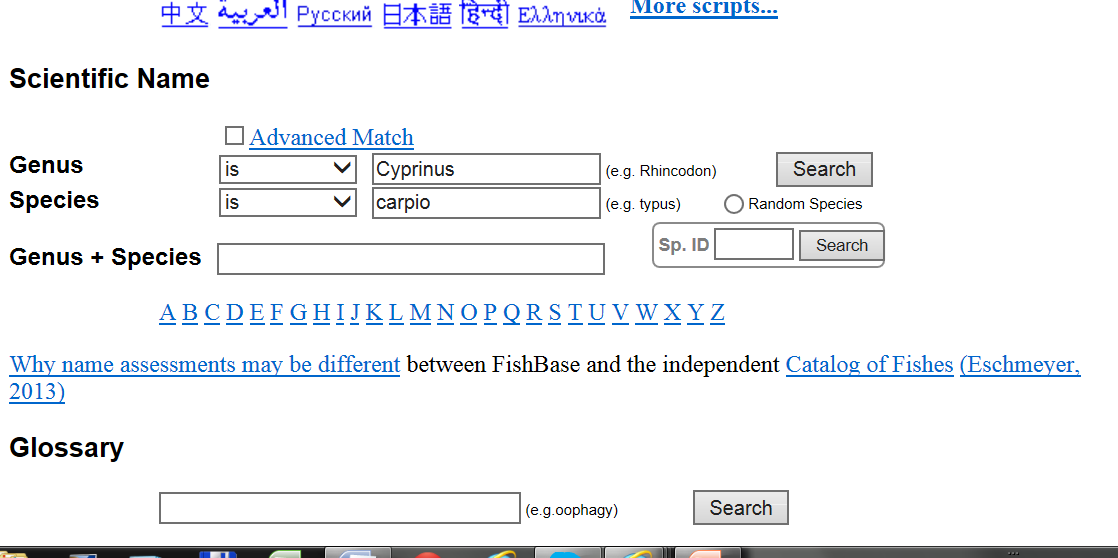 中文 العربية Русский 日本語 हिन्दी Ελληνικά More scripts...
Scientific Name
Advanced Match
Genus is Cyprinus (e.g. Rhincodon) Search
Species is carpio (e.g. typus) Random Species
Sp. ID Search
Genus + Species
A B C D E F G H I J K L M N O P Q R S T U V W X Y Z
Why name assessments may be different between FishBase and the independent Catalog of Fishes (Eschmeyer,
2013)
Glossary
(e.g.oophagy) Search